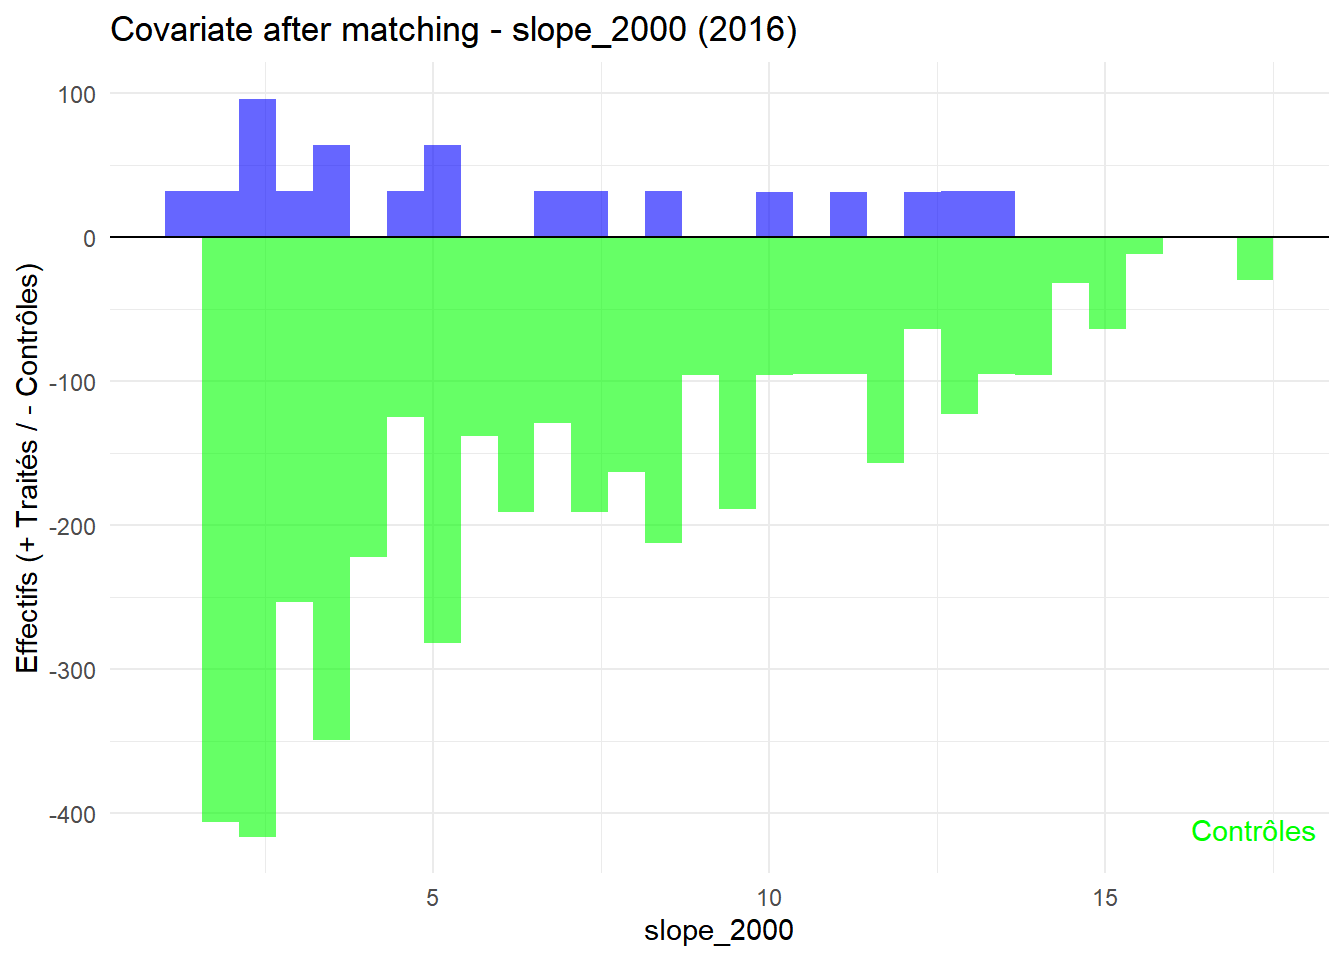 Covariate after matching - slope_2000 (2016)
Effectifs (+ Traités / - Contrôles)
100
0
-100
-200
-300
-400
Contrôles
5
10
15
slope_2000